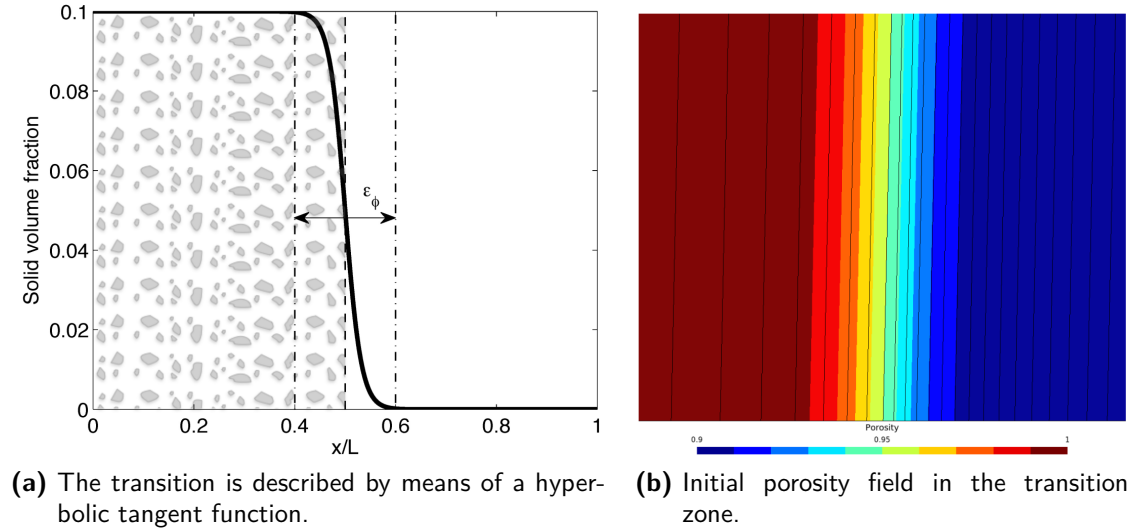 0.1
0.08
0.06
0.04
0.02
0
Solid volume fraction
ε_ϕ
0 0.2 0.4 0.6 0.8 1
x/L
Porosity
0.9 0.95 1
(a) The transition is described by means of a hyper-
bolic tangent function.
(b) Initial porosity field in the transition
zone.